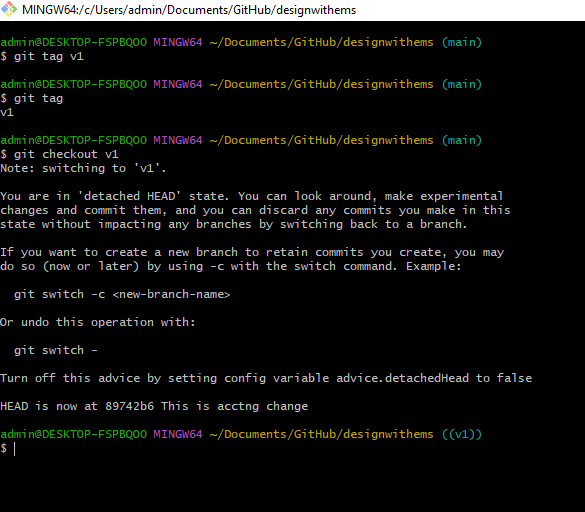 MINGW64:/c/Users/admin/Documents/GitHub/designwithems
admin@DESKTOP-FSPBQOO MINGW64 ~/Documents/GitHub/designwithems (main)
$ git tag v1
admin@DESKTOP-FSPBQOO MINGW64 ~/Documents/GitHub/designwithems (main)
$ git tag
v1
admin@DESKTOP-FSPBQOO MINGW64 ~/Documents/GitHub/designwithems (main)
$ git checkout v1
Note: switching to 'v1'.
You are in 'detached HEAD' state. You can look around, make experimental
changes and commit them, and you can discard any commits you make in this
state without impacting any branches by switching back to a branch.
If you want to create a new branch to retain commits you create, you may
do so (now or later) by using -c with the switch command. Example:
git switch -c <new-branch-name>
Or undo this operation with:
git switch -
Turn off this advice by setting config variable advice.detachedHead to false
HEAD is now at 89742b6 This is acctng change
admin@DESKTOP-FSPBQOO MINGW64 ~/Documents/GitHub/designwithems ((v1))
$